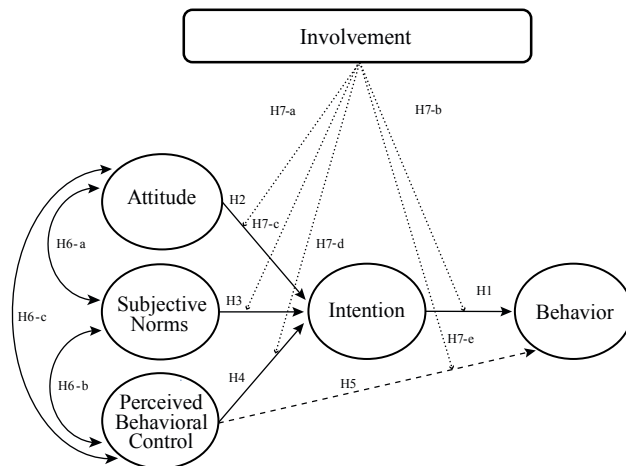 Involvement
H7-a
H7-b
Attitude
H2
H7-c
H7-d
H6-a
H6-c
Subjective
Norms
H3
Intention
H1
Behavior
H7-e
H6-b
H4
H5
Perceived
Behavioral
Control